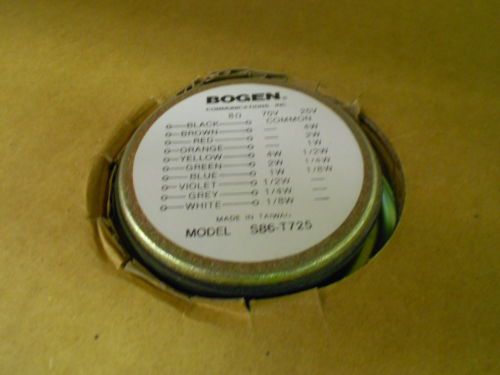 BOGEN®
COMMUNICATIONS INC.
8Ω 70V 25V
BLACK COMMON
BROWN — 4W
RED — 2W
ORANGE — 1W
YELLOW 4W 1/2W
GREEN 2W 1/4W
BLUE 1W 1/8W
VIOLET 1/2W —
GREY 1/4W —
WHITE 1/8W —
MADE IN TAIWAN
MODEL S86-T725